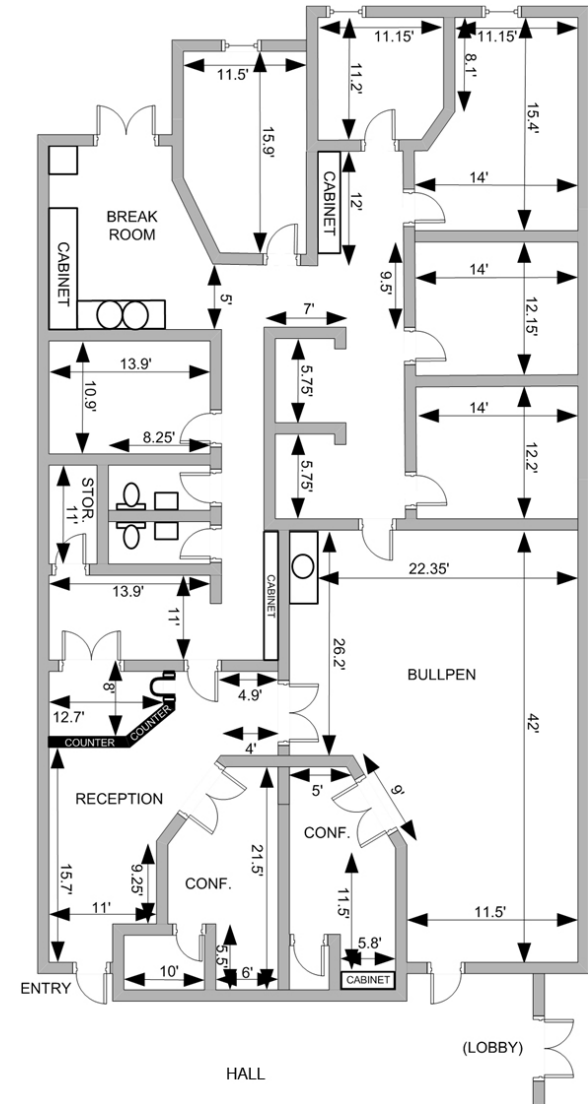 11.15'
11.15'
11.2'
8.1'
11.5'
15.9'
15.4'
CABINET
12'
14'
BREAK
ROOM
CABINET
5'
9.5'
14'
12.15'
7'
13.9'
10.9'
5.75'
8.25'
14'
12.2'
5.75'
STOR.
11'
13.9'
11'
CABINET
22.35'
26.2'
BULLPEN
42'
8'
12.7'
4.9'
COUNTER
COUNTER
4'
RECEPTION
5'
9'
CONF.
15.7'
9.25'
CONF.
21.5'
11.5'
11'
11.5'
5.5'
5.8'
10'
6'
CABINET
ENTRY
(LOBBY)
HALL